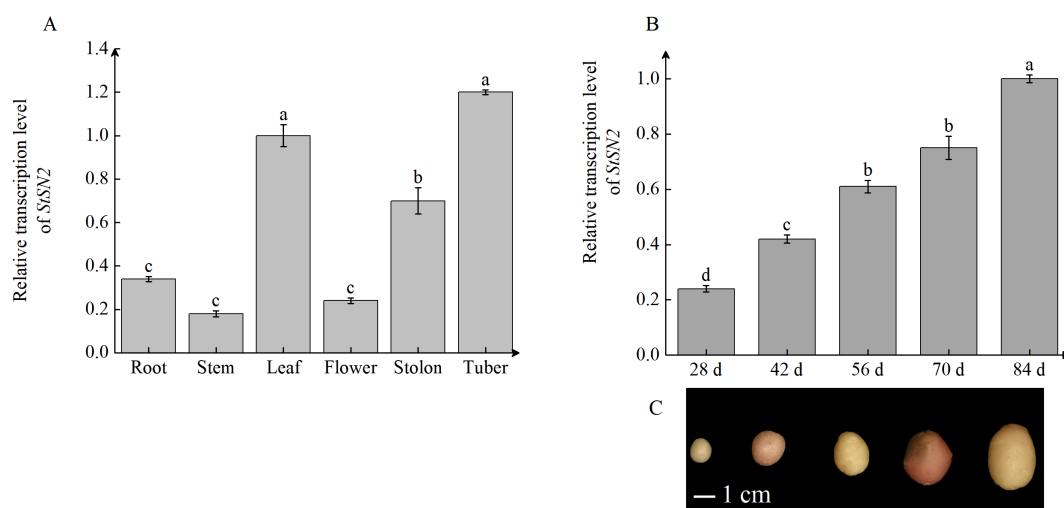 A
Relative transcription level
of StSN2
1.4
1.2
1.0
0.8
0.6
0.4
0.2
0.0
c
c
a
c
b
a
Root Stem Leaf Flower Stolon Tuber
B
Relative transcription level
of StSN2
1.0
0.8
0.6
0.4
0.2
0.0
d
c
b
b
a
28 d 42 d 56 d 70 d 84 d
C
1 cm